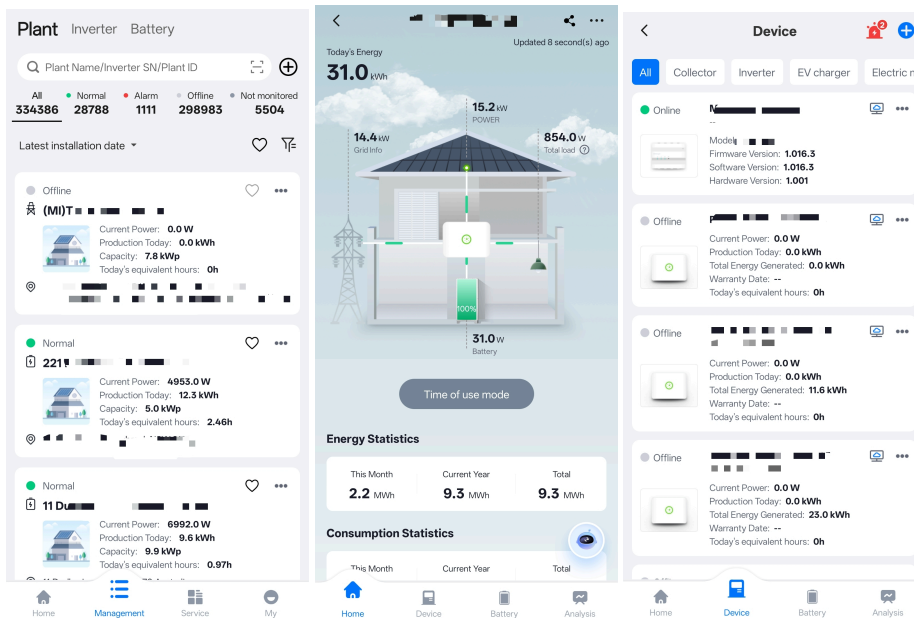 Plant Inverter Battery
Plant Name/Inverter SN/Plant ID
All Normal Alarm Offline Not monitored
334386 28788 1111 298983 5504
Latest installation date
Offline
(MI)T
Current Power: 0.0 W
Production Today: 0.0 kWh
Capacity: 7.8 kWp
Today's equivalent hours: 0h
Normal
221
Current Power: 4953.0 W
Production Today: 12.3 kWh
Capacity: 5.0 kWp
Today's equivalent hours: 2.46h
Normal
11 Du
Current Power: 6992.0 W
Production Today: 9.6 kWh
Capacity: 9.9 kWp
Today's equivalent hours: 0.97h
Home Management Service My
Updated 8 second(s) ago
Today's Energy
31.0 kWh
15.2 kW
POWER
14.4 kW
Grid Info
854.0 W
Total load
100%
31.0 W
Battery
Time of use mode
Energy Statistics
This Month Current Year Total
2.2 MWh 9.3 MWh 9.3 MWh
Consumption Statistics
This Month Current Year Total
Home Device Battery Analysis
Device
2
All Collector Inverter EV charger Electric
Online
--
Model
Firmware Version: 1.016.3
Software Version: 1.016.3
Hardware Version: 1.001
Offline
Current Power: 0.0 W
Production Today: 0.0 kWh
Total Energy Generated: 0.0 kWh
Warranty Date: --
Today's equivalent hours: 0h
Offline
Current Power: 0.0 W
Production Today: 0.0 kWh
Total Energy Generated: 11.6 kWh
Warranty Date: --
Today's equivalent hours: 0h
Offline
Current Power: 0.0 W
Production Today: 0.0 kWh
Total Energy Generated: 23.0 kWh
Warranty Date: --
Today's equivalent hours: 0h
Home Device Battery Analysis